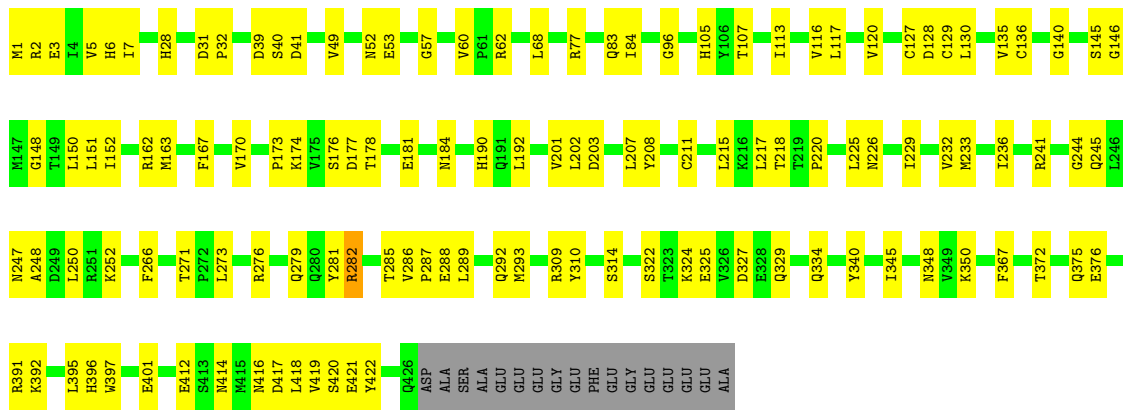 M1 R2 E3 I4 V5 H6 I7 H28 D31 P32 D39 S40 D41 V49 N52 E53 G57 V60 P61 R62 L68 R77 Q83 I84 G96 H105 Y106 T107 I113 V116 L117 V120 C127 D128 C129 L130 V135 C136 G140 S145 G146
M147 G148 T149 L150 L151 I152 R162 M163 F167 V170 P173 K174 V175 S176 D177 T178 E181 N184 H190 Q191 L192 V201 L202 D203 L207 Y208 C211 L215 K216 L217 T218 T219 P220 L225 N226 I229 V232 M233 I236 R241 G244 Q245 L246
N247 A248 D249 L250 R251 K252 F266 T271 P272 L273 R276 Q279 Q280 Y281 R282 T285 V286 P287 E288 L289 Q292 M293 R309 Y310 S314 S322 T323 K324 E325 V326 D327 E328 Q329 Q334 Y340 I345 N348 V349 K350 F367 T372 Q375 E376
R391 K392 L395 H396 W397 E401 E412 S413 N414 M415 N416 D417 L418 V419 S420 E421 Y422 Q426 ASP ALA SER ALA GLU GLU GLU GLY GLU PHE GLU GLY GLU GLU GLU GLU ALA